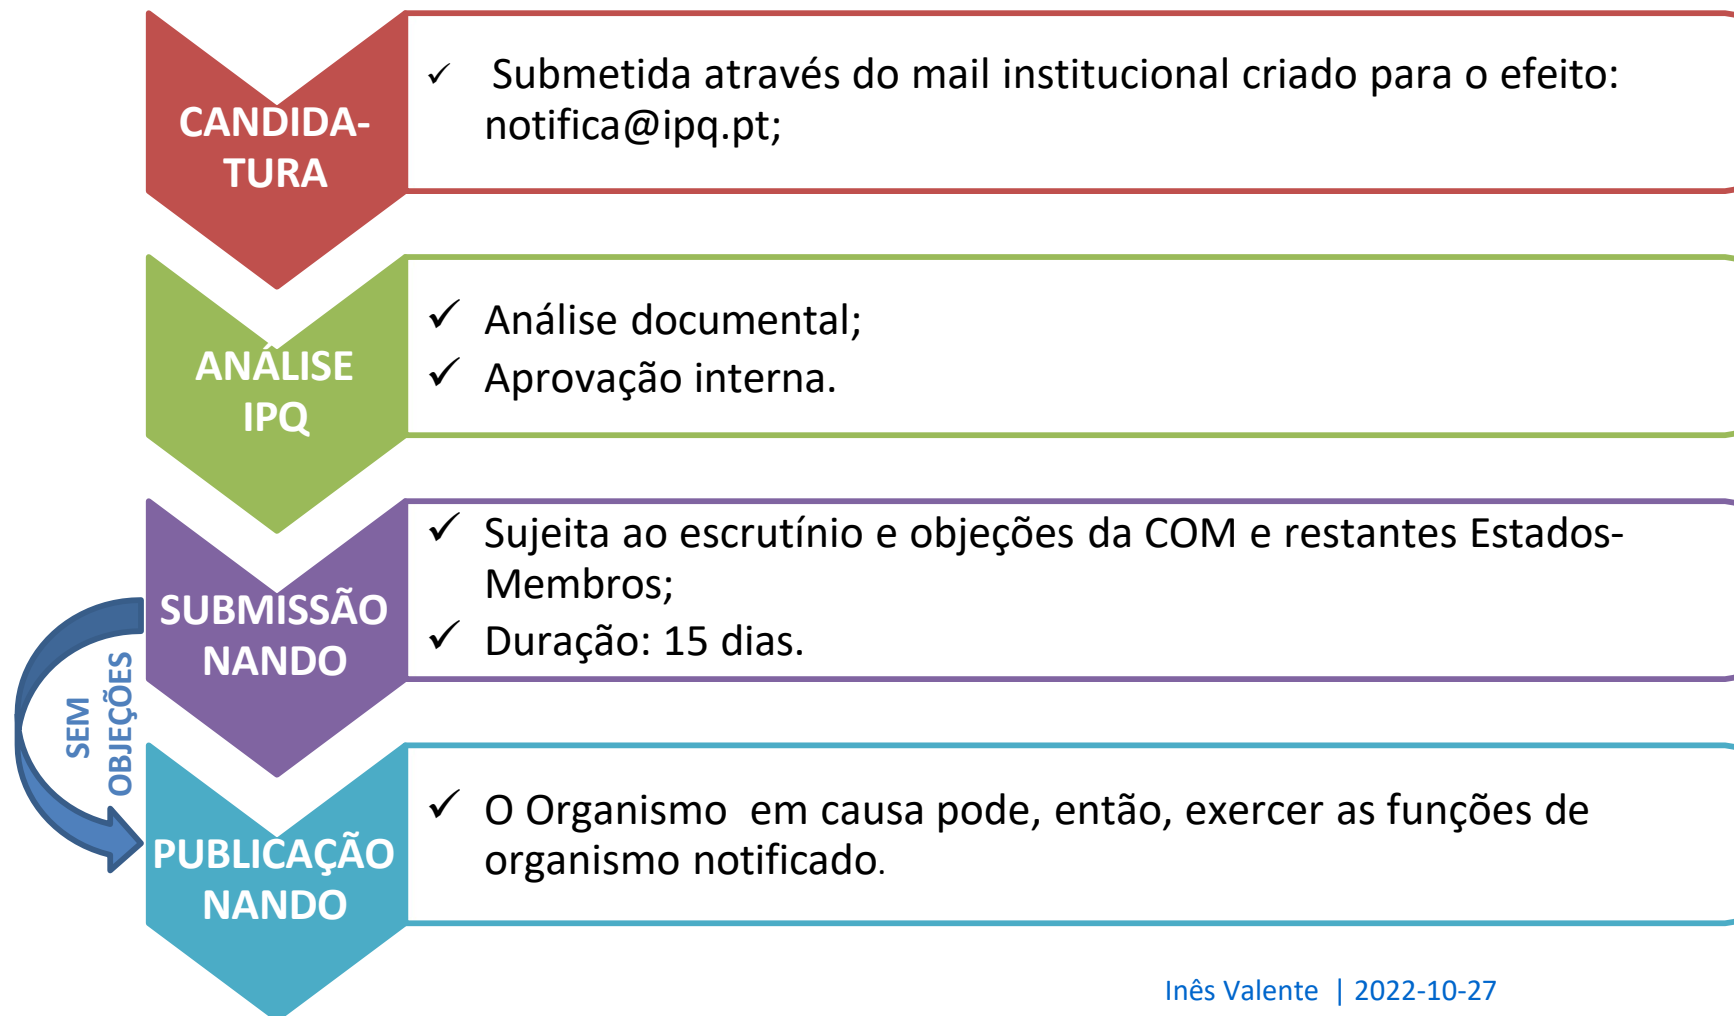 CANDIDA-
TURA
✓ Submetida através do mail institucional criado para o efeito:
notifica@ipq.pt;
ANÁLISE
IPQ
✓ Análise documental;
✓ Aprovação interna.
SUBMISSÃO
NANDO
✓ Sujeita ao escrutínio e objeções da COM e restantes Estados-
Membros;
✓ Duração: 15 dias.
SEM
OBJEÇÕES
PUBLICAÇÃO
NANDO
✓ O Organismo em causa pode, então, exercer as funções de
organismo notificado.
Inês Valente | 2022-10-27